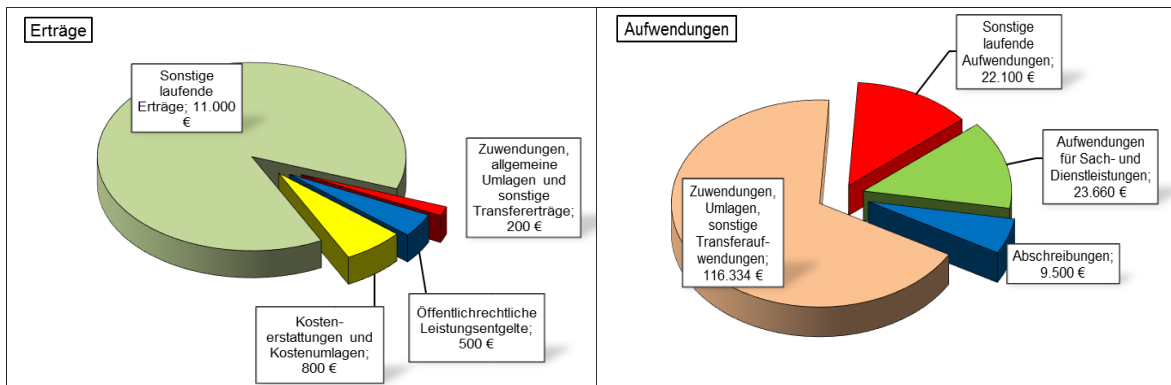 Erträge
Sonstige
laufende
Erträge; 11.000
€
Zuwendungen,
allgemeine
Umlagen und
sonstige
Transfererträge;
200 €
Öffentlichrechtliche
Leistungsentgelte;
500 €
Kosten-
erstattungen und
Kostenumlagen;
800 €
Aufwendungen
Sonstige
laufende
Aufwendungen;
22.100 €
Aufwendungen
für Sach- und
Dienstleistungen;
23.660 €
Abschreibungen;
9.500 €
Zuwendungen,
Umlagen,
sonstige
Transferauf-
wendungen;
116.334 €